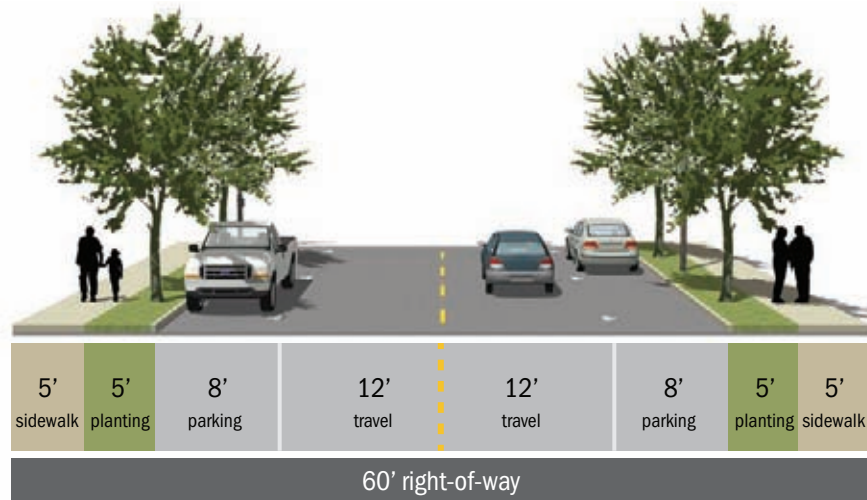 5’ 5’ 8’ 12’ 12’ 8’ 5’ 5’
sidewalk planting parking travel travel parking planting sidewalk
60’ right-of-way